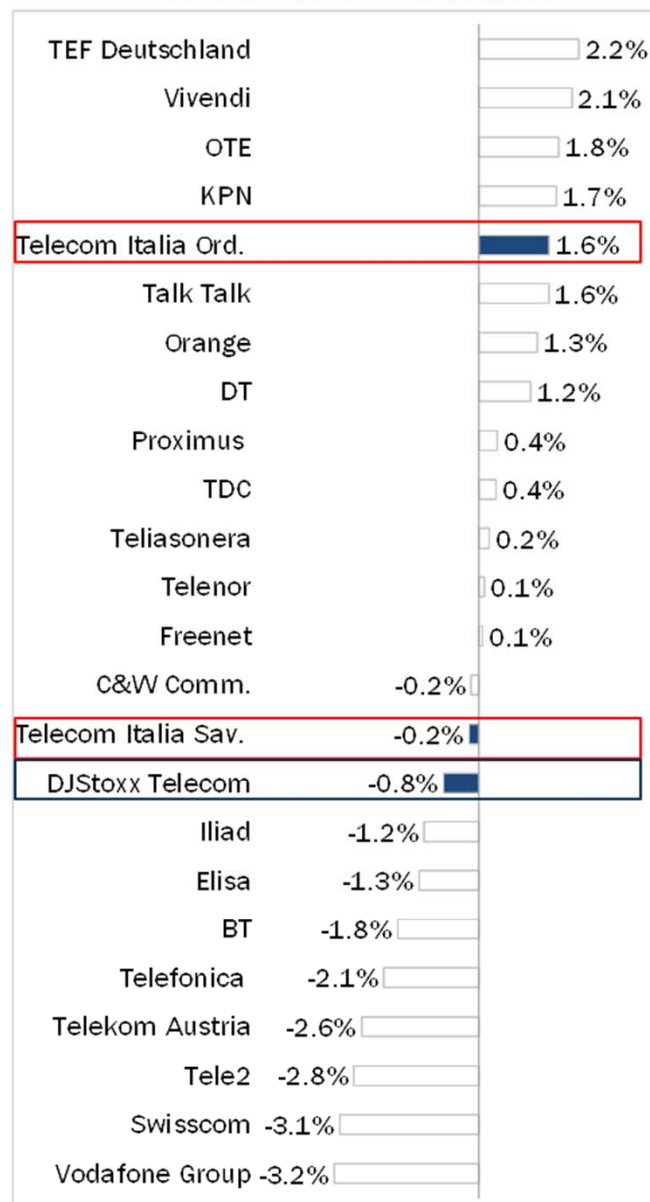 TEF Deutschland 2.2%
Vivendi 2.1%
OTE 1.8%
KPN 1.7%
Telecom Italia Ord. 1.6%
Talk Talk 1.6%
Orange 1.3%
DT 1.2%
Proximus 0.4%
TDC 0.4%
Teliasonera 0.2%
Telenor 0.1%
Freenet 0.1%
C&W Comm. -0.2%
Telecom Italia Sav. -0.2%
DJStoxx Telecom -0.8%
Iliad -1.2%
Elisa -1.3%
BT -1.8%
Telefonica -2.1%
Telekom Austria -2.6%
Tele2 -2.8%
Swisscom -3.1%
Vodafone Group -3.2%